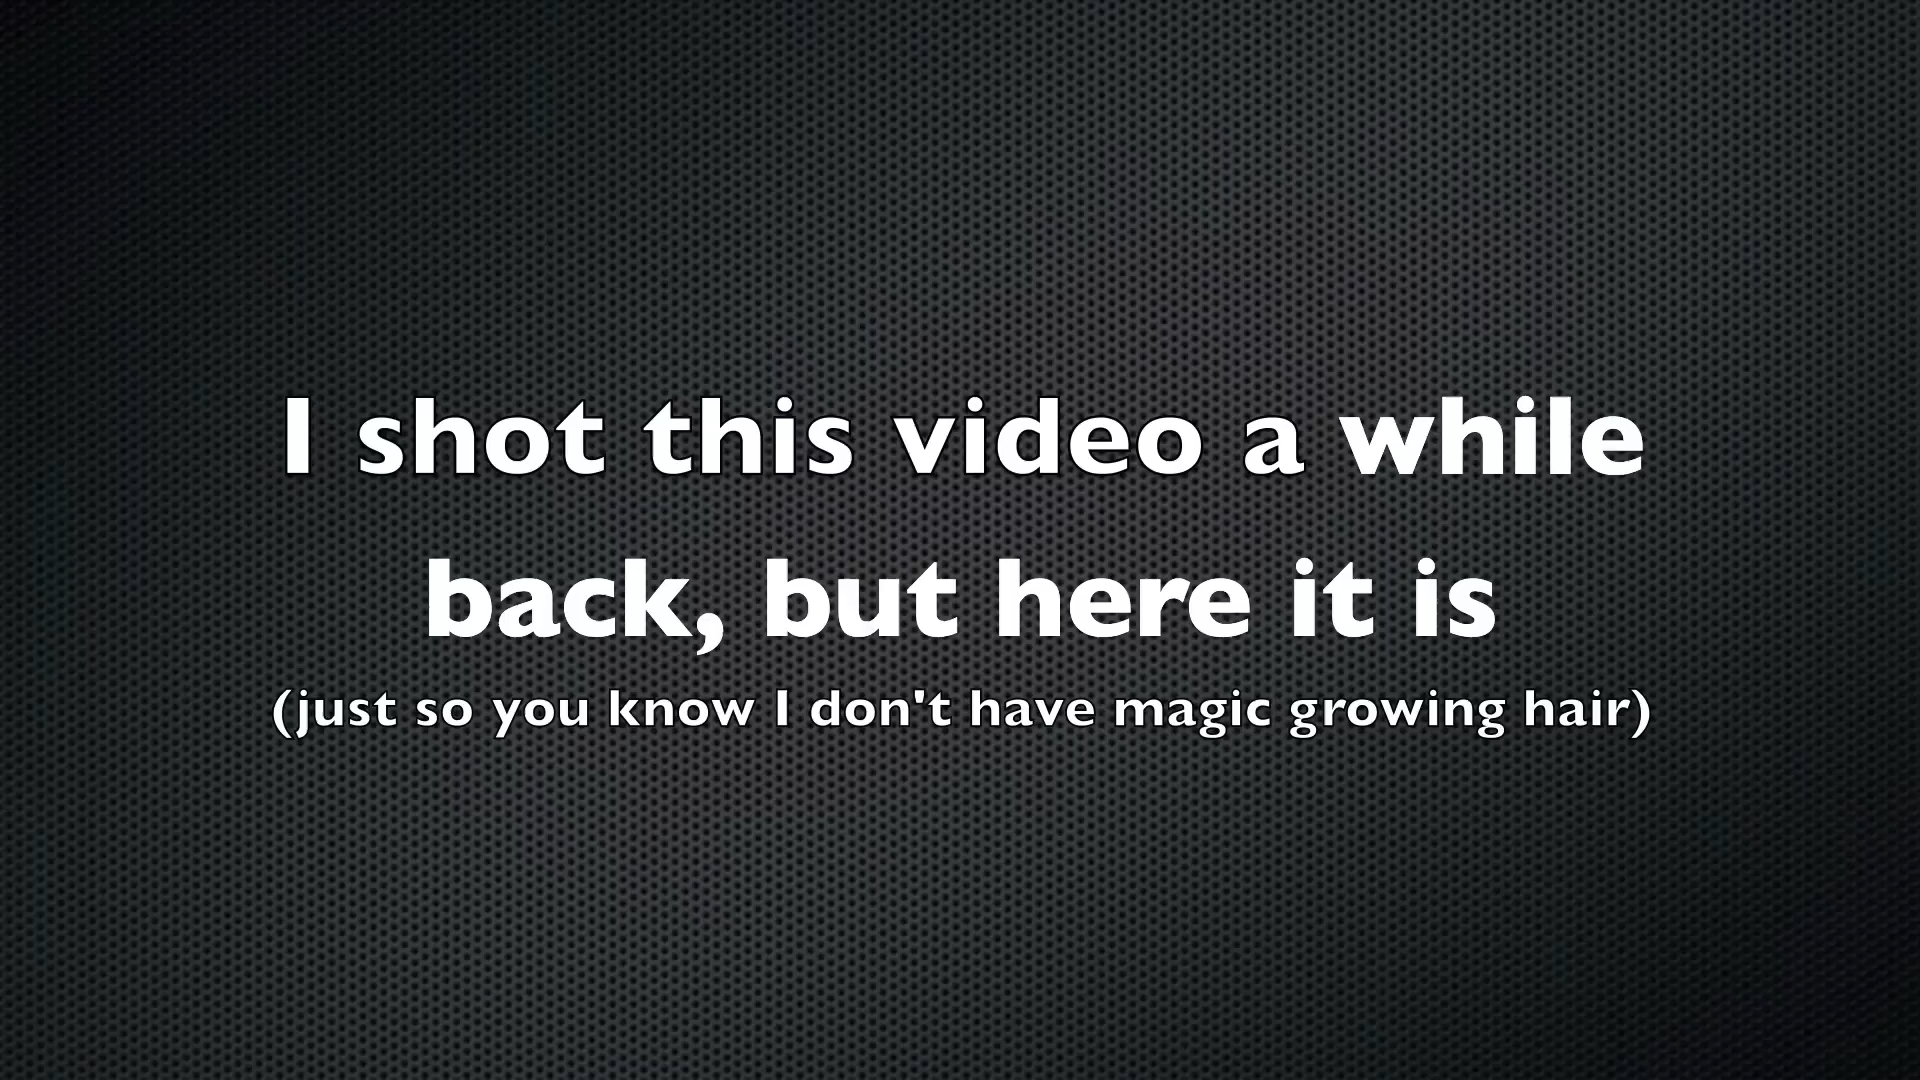 I shot this video a while
back, but here it is
(just so you know I don't have magic growing hair)